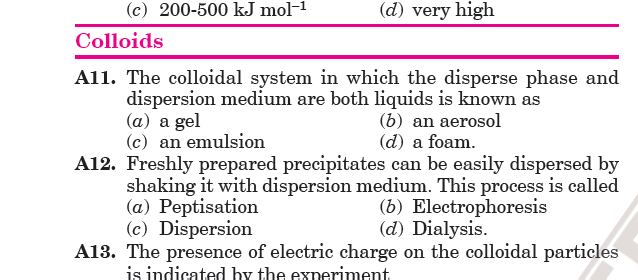 (c) 200-500 kJ mol⁻¹ (d) very high
Colloids
A11. The colloidal system in which the disperse phase and
dispersion medium are both liquids is known as
(a) a gel (b) an aerosol
(c) an emulsion (d) a foam.
A12. Freshly prepared precipitates can be easily dispersed by
shaking it with dispersion medium. This process is called
(a) Peptisation (b) Electrophoresis
(c) Dispersion (d) Dialysis.
A13. The presence of electric charge on the colloidal particles
is indicated by the experiment